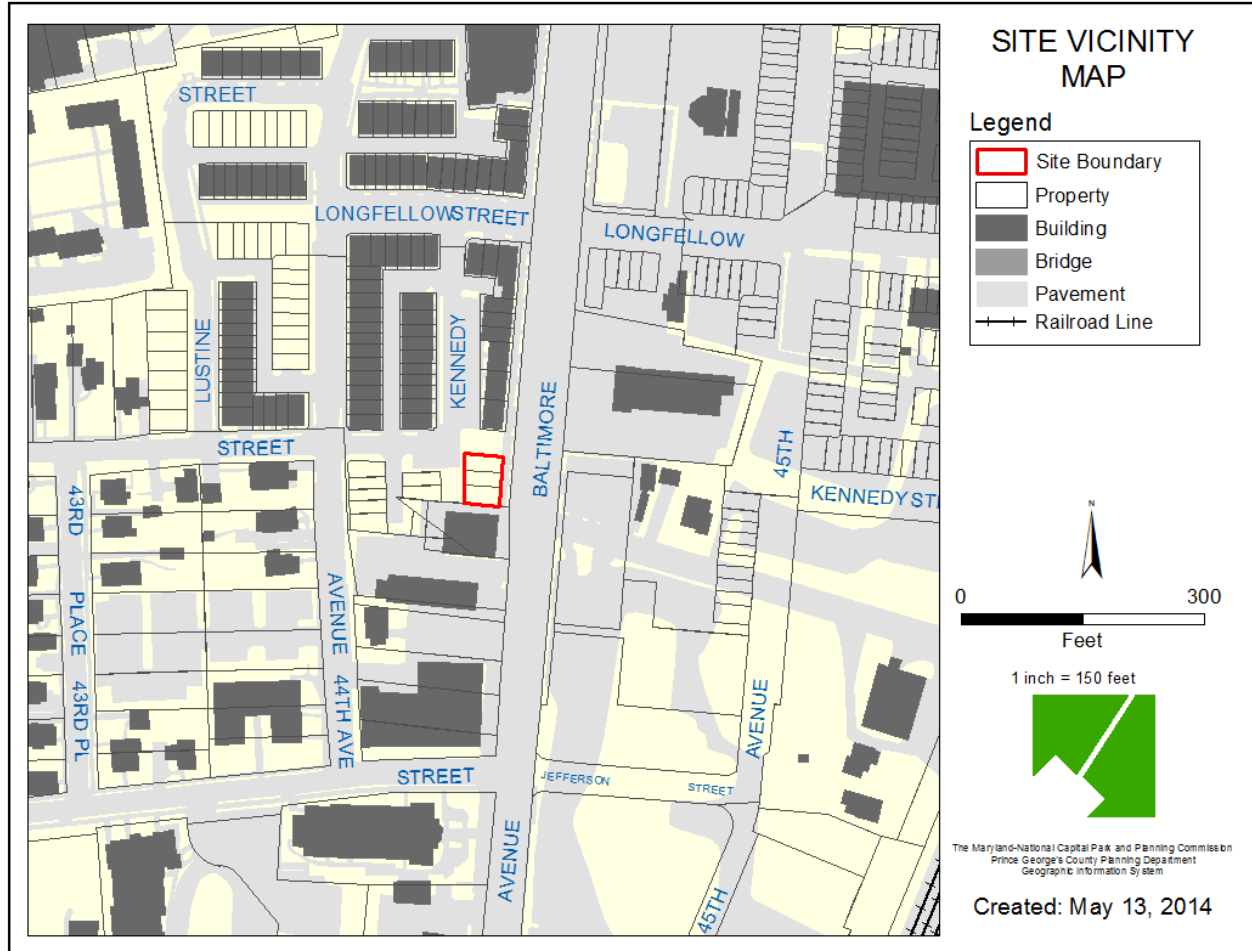 SITE VICINITY
MAP
Legend
Site Boundary
Property
Building
Bridge
Pavement
Railroad Line
N
0 300
Feet
1 inch = 150 feet
The Maryland-National Capital Park and Planning Commission
Prince George's County Planning Department
Geographic Information System
Created: May 13, 2014
STREET
LONGFELLOW
STREET
LONGFELLOW
LUSTINE
KENNEDY
BALTIMORE
STREET
45TH
43RD
KENNEDY ST
AVENUE
PLACE
44TH AVE
43RD PL
AVENUE
STREET
JEFFERSON
STREET
AVENUE
45TH